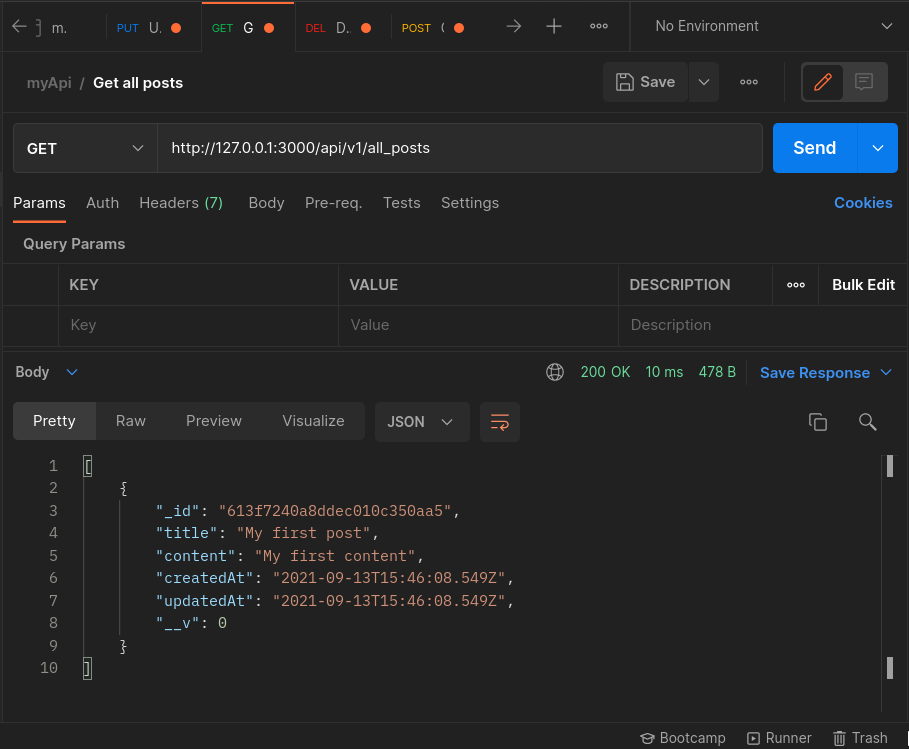 m. PUT U. GET G DEL D. POST ( No Environment
myApi / Get all posts Save
GET http://127.0.0.1:3000/api/v1/all_posts Send
Params Auth Headers (7) Body Pre-req. Tests Settings Cookies
Query Params
KEY VALUE DESCRIPTION Bulk Edit
Key Value Description
Body 200 OK 10 ms 478 B Save Response
Pretty Raw Preview Visualize JSON
1 [
2 {
3 "_id": "613f7240a8ddec010c350aa5",
4 "title": "My first post",
5 "content": "My first content",
6 "createdAt": "2021-09-13T15:46:08.549Z",
7 "updatedAt": "2021-09-13T15:46:08.549Z",
8 "__v": 0
9 }
10 ]
Bootcamp Runner Trash